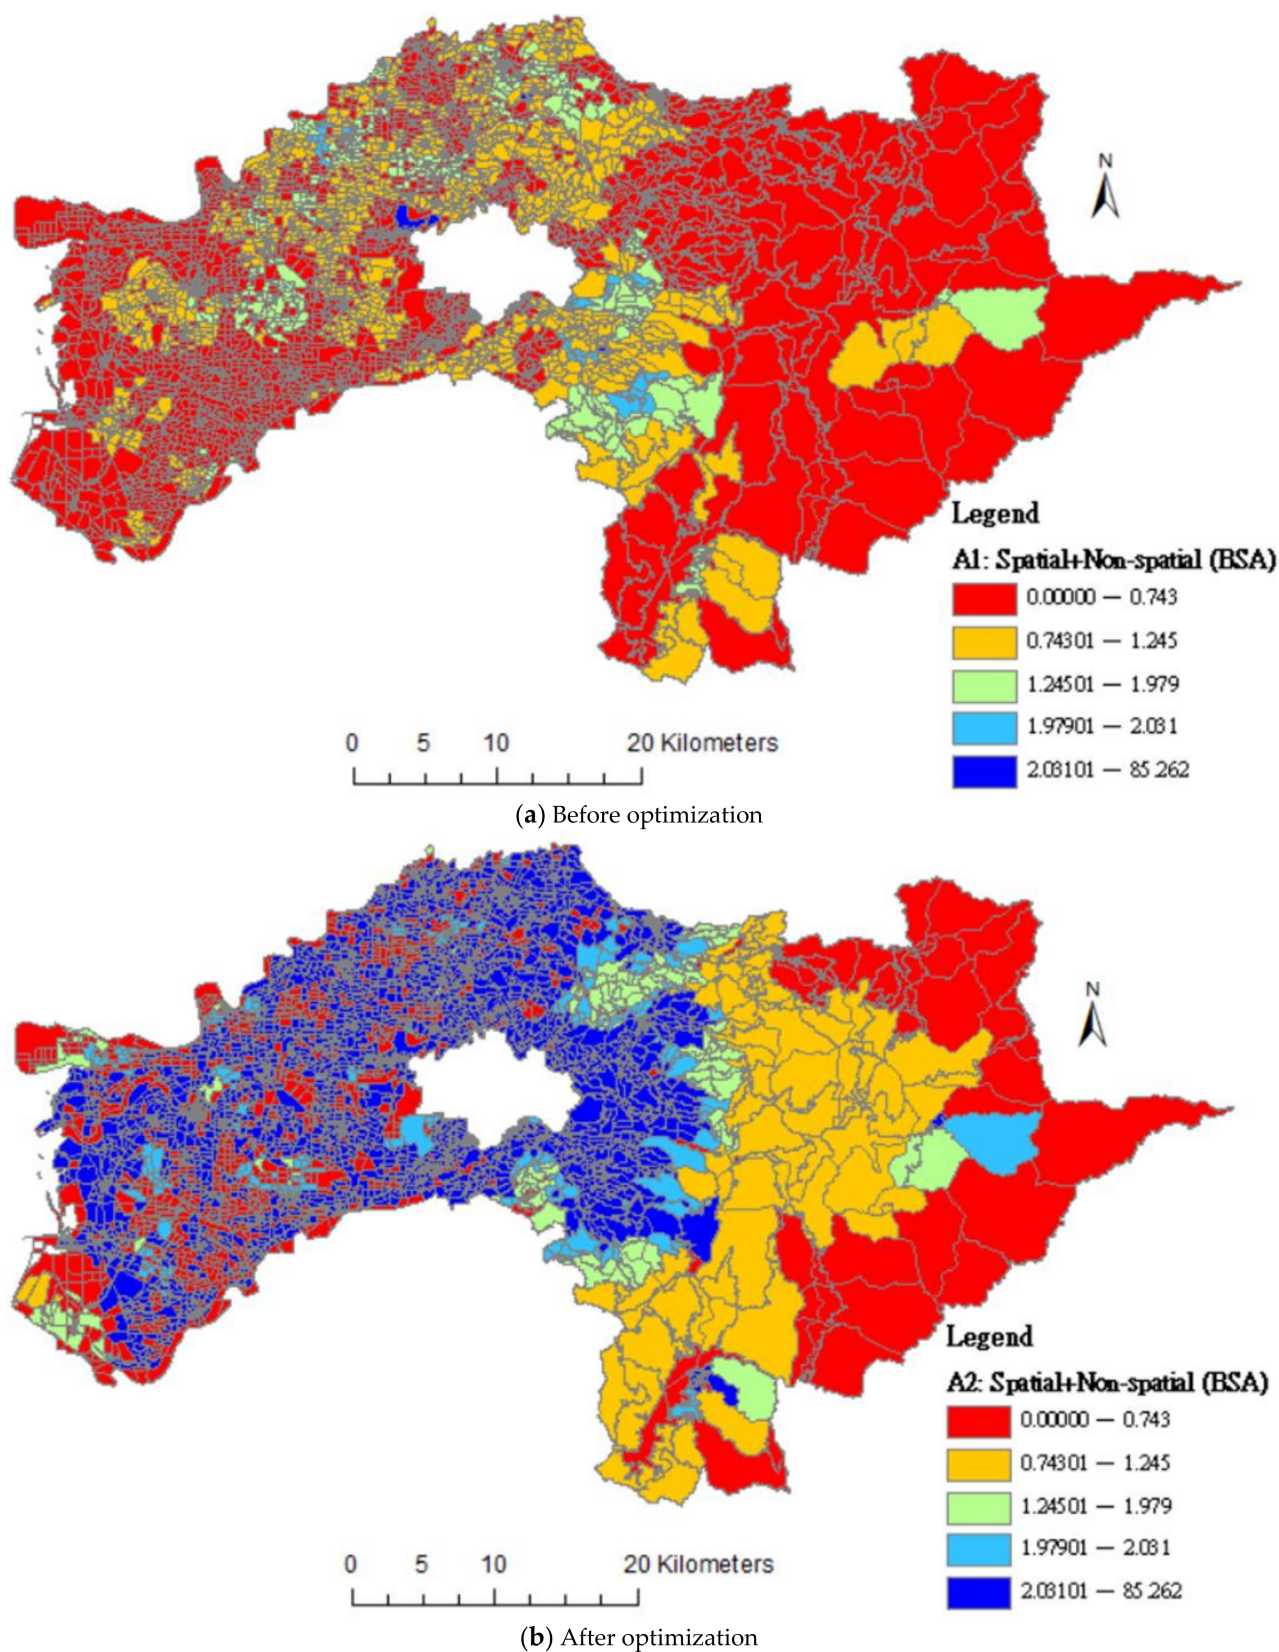 N
Legend
A1: Spatial+Non-spatial (BSA)
0.00000 — 0.743
0.74301 — 1.245
1.24501 — 1.979
1.97901 — 2.031
2.03101 — 85.262
0 5 10 20 Kilometers
(a) Before optimization
N
Legend
A2: Spatial+Non-spatial (BSA)
0.00000 — 0.743
0.74301 — 1.245
1.24501 — 1.979
1.97901 — 2.031
2.03101 — 85.262
0 5 10 20 Kilometers
(b) After optimization